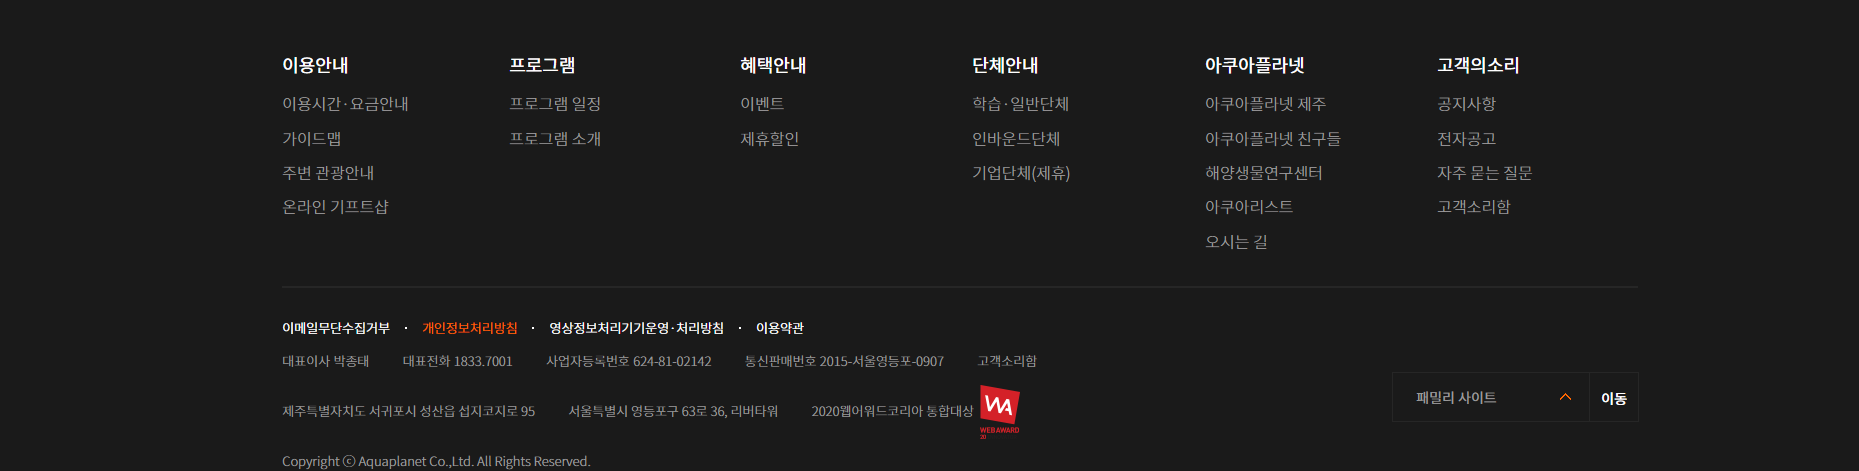 이용안내
이용시간·요금안내
가이드맵
주변 관광안내
온라인 기프트샵
프로그램
프로그램 일정
프로그램 소개
혜택안내
이벤트
제휴할인
단체안내
학습·일반단체
인바운드단체
기업단체(제휴)
아쿠아플라넷
아쿠아플라넷 제주
아쿠아플라넷 친구들
해양생물연구센터
아쿠아리스트
오시는 길
고객의소리
공지사항
전자공고
자주 묻는 질문
고객소리함
이메일무단수집거부 · 개인정보처리방침 · 영상정보처리기기운영·처리방침 · 이용약관
대표이사 박종태 대표전화 1833.7001 사업자등록번호 624-81-02142 통신판매번호 2015-서울영등포-0907 고객소리함
제주특별자치도 서귀포시 성산읍 섭지코지로 95 서울특별시 영등포구 63로 36, 리버타워 2020웹어워드코리아 통합대상
WA
WEB AWARD
20
패밀리 사이트 이동
Copyright ⓒ Aquaplanet Co.,Ltd. All Rights Reserved.